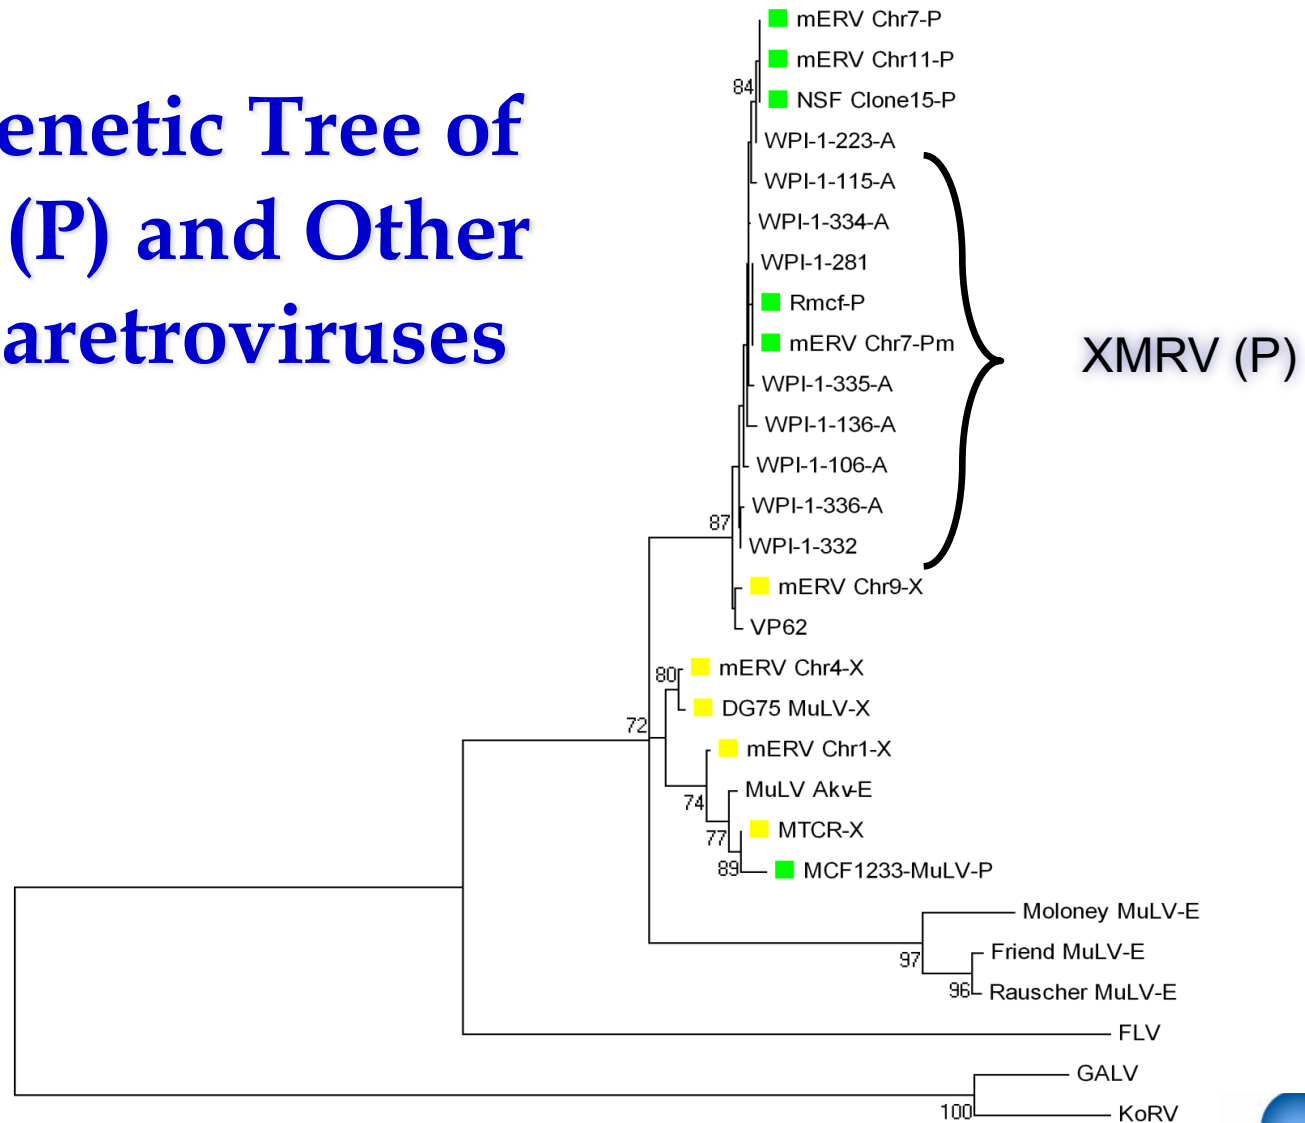 enetic Tree of
(P) and Other
aretroviruses
mERV Chr7-P
mERV Chr11-P
84
NSF Clone15-P
WPI-1-223-A
WPI-1-115-A
WPI-1-334-A
WPI-1-281
Rmcf-P
mERV Chr7-Pm
XMRV (P)
WPI-1-335-A
WPI-1-136-A
WPI-1-106-A
WPI-1-336-A
87
WPI-1-332
mERV Chr9-X
VP62
mERV Chr4-X
80
DG75 MuLV-X
72
mERV Chr1-X
MuLV Akv-E
74
MTCR-X
77
MCF1233-MuLV-P
89
Moloney MuLV-E
Friend MuLV-E
97
Rauscher MuLV-E
96
FLV
GALV
KoRV
100